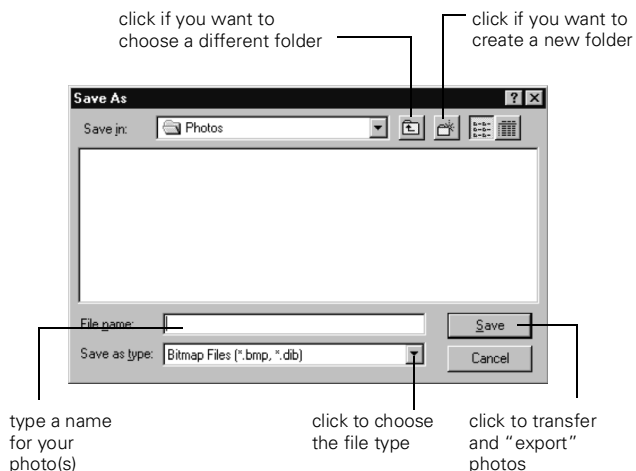 click if you want to
choose a different folder
click if you want to
create a new folder
Save As
Save in:
Photos
File name:
Save
Save as type:
Bitmap Files (*.bmp, *.dib)
Cancel
type a name
for your
photo(s)
click to choose
the file type
click to transfer
and “export”
photos